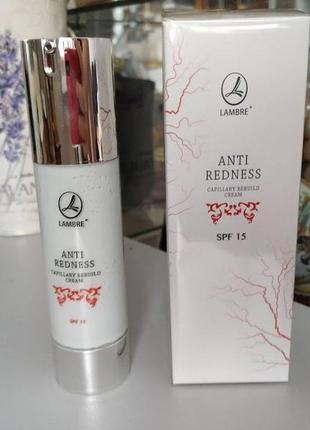 LAMBRE
ANTI
REDNESS
CAPILLARY REBUILD
CREAM
SPF 15
LAMBRE
ANTI
REDNESS
CAPILLARY REBUILD
CREAM
SPF 15